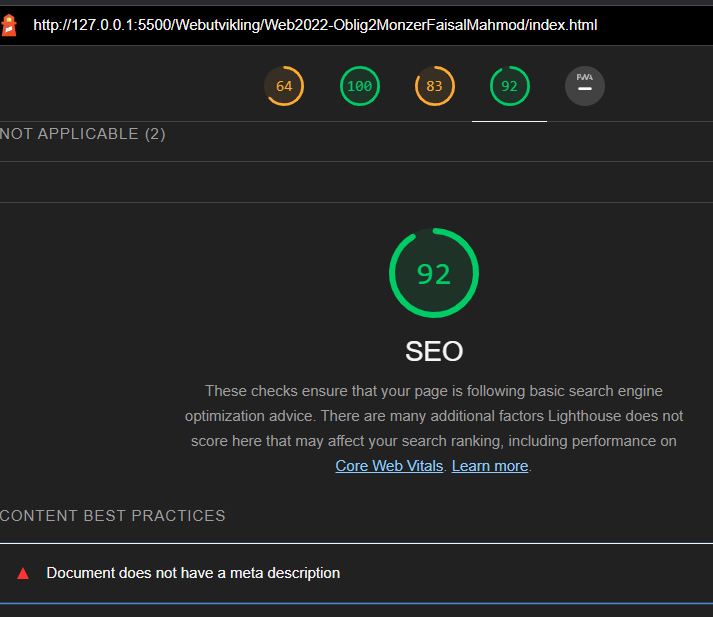 http://127.0.0.1:5500/Webutvikling/Web2022-Oblig2MonzerFaisalMahmod/index.html
64 100 83 92 PWA
NOT APPLICABLE (2)
92
SEO
These checks ensure that your page is following basic search engine
optimization advice. There are many additional factors Lighthouse does not
score here that may affect your search ranking, including performance on
Core Web Vitals. Learn more.
CONTENT BEST PRACTICES
Document does not have a meta description